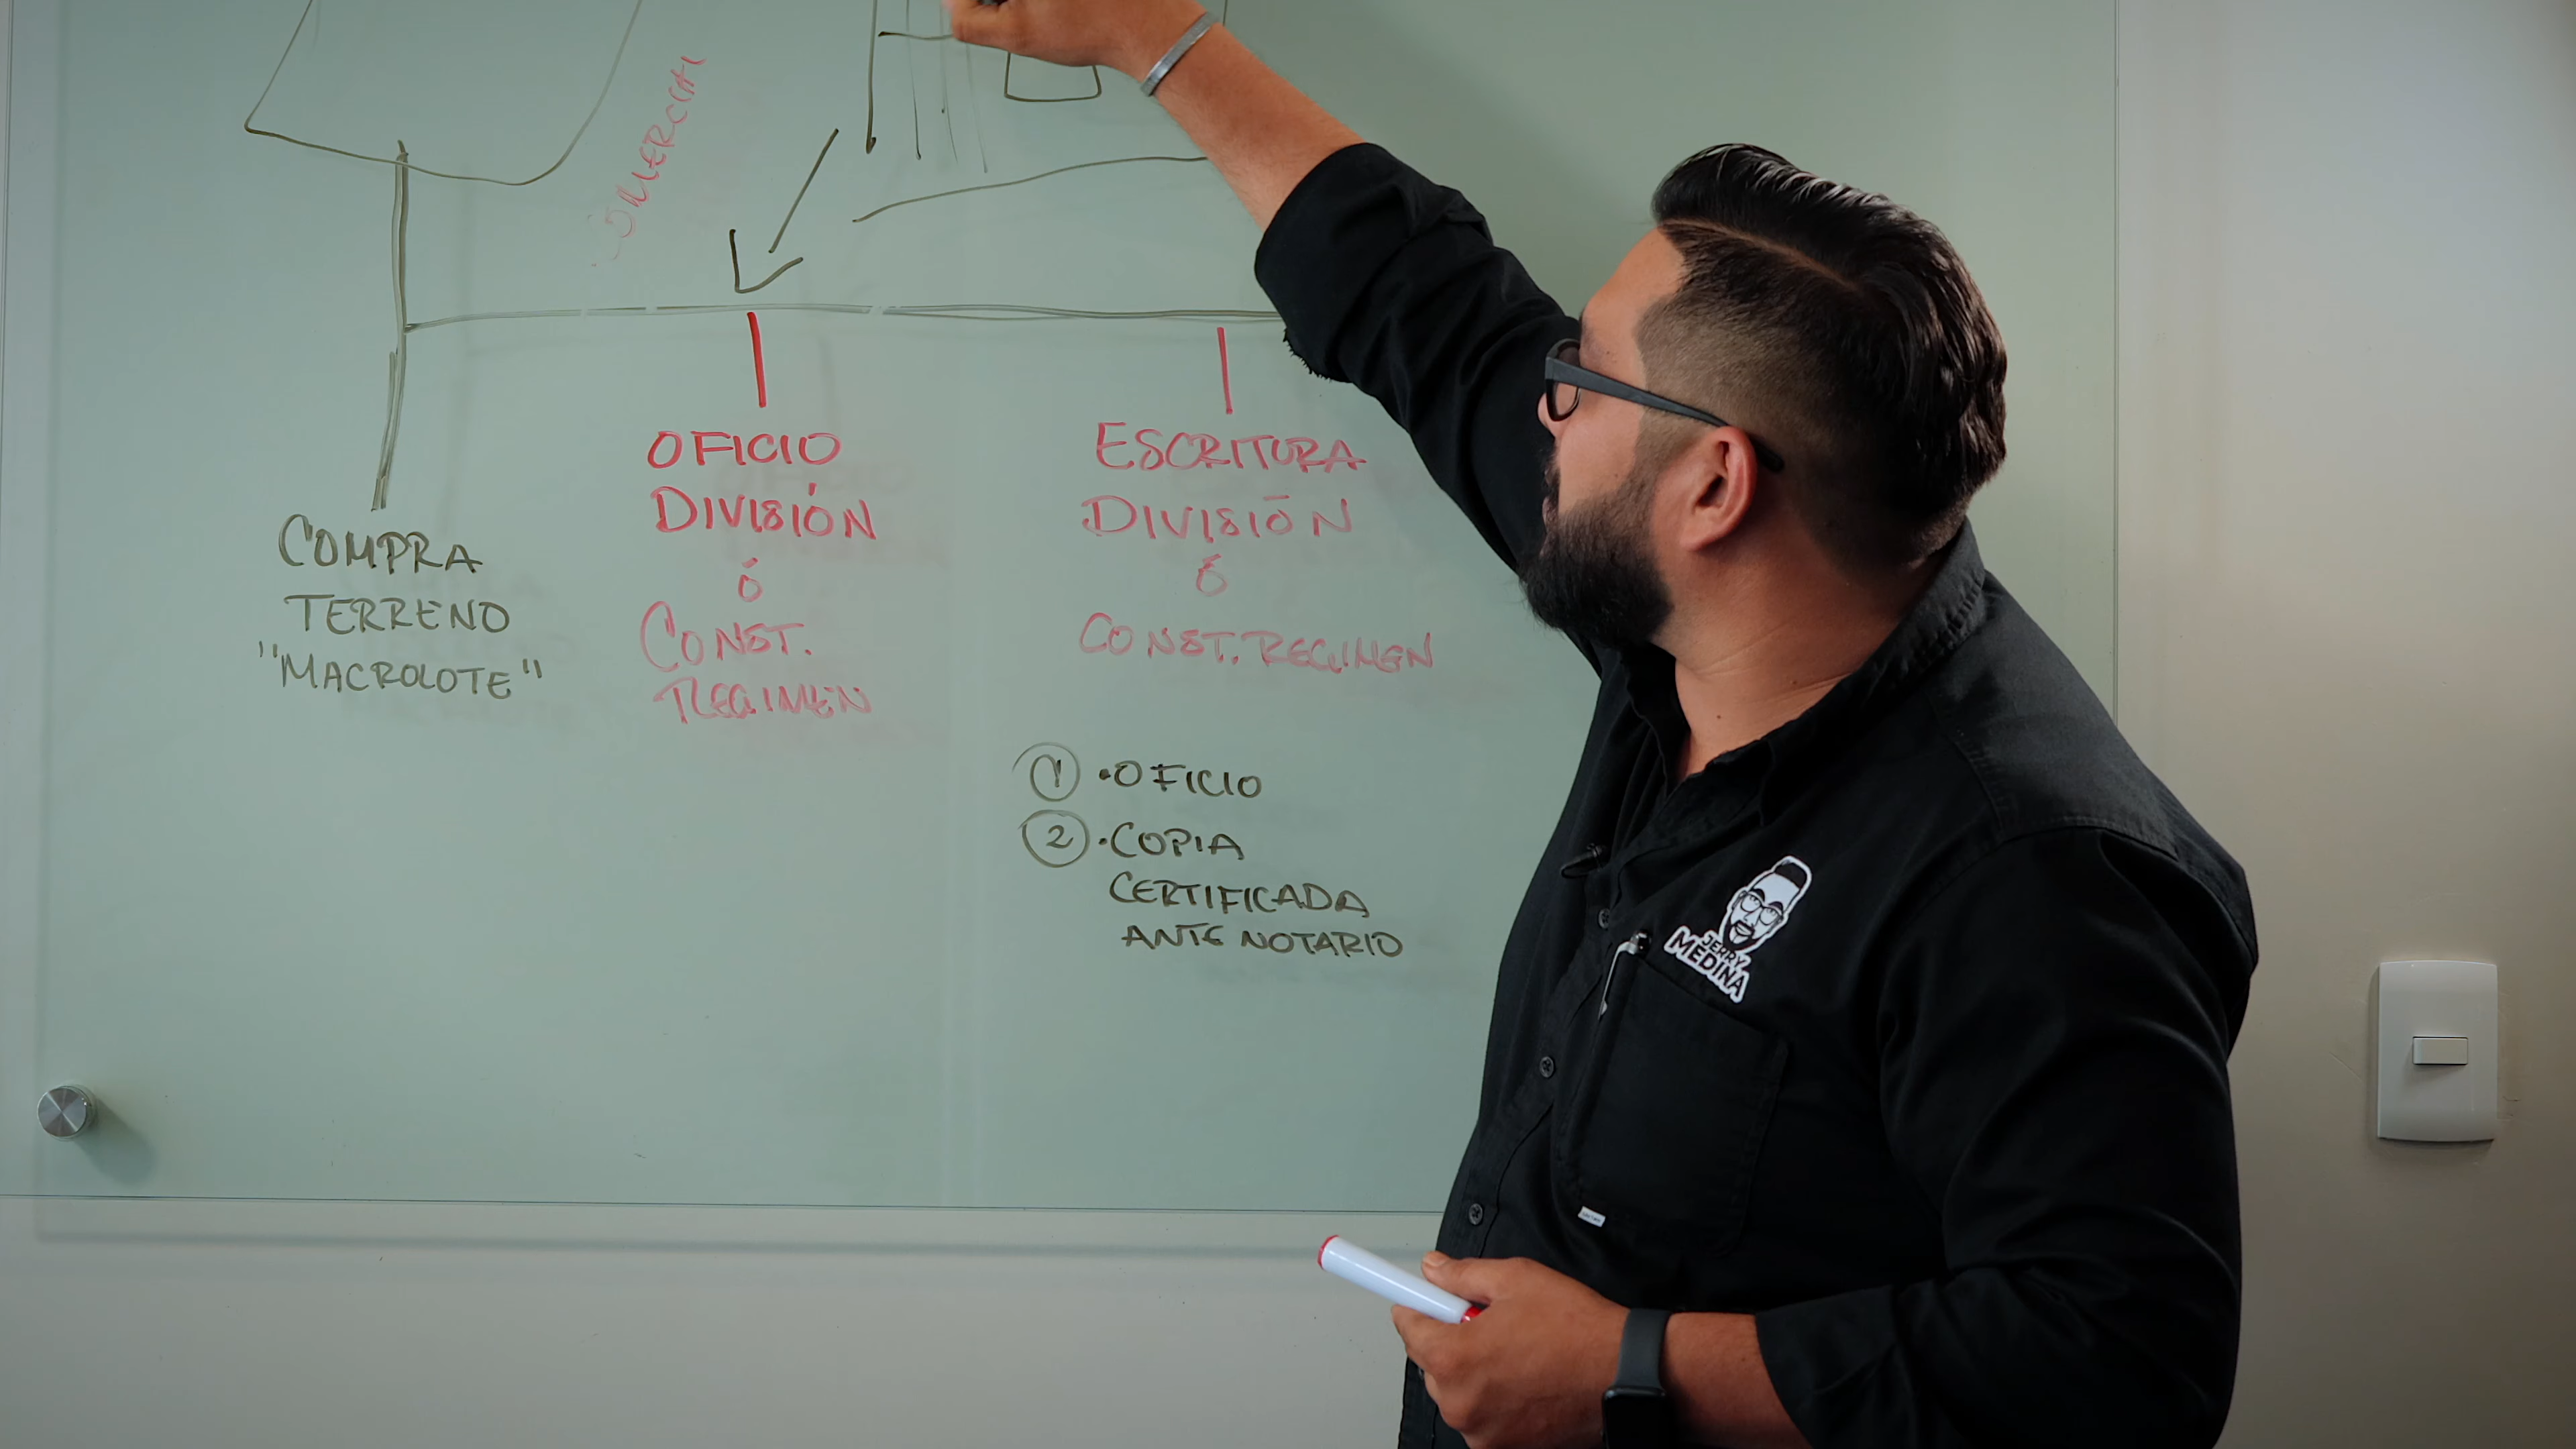 COMERCIAL
COMPRA
TERRENO
"MACROLOTE"
OFICIO
DIVISIÓN
ó
CONST.
REGIMEN
ESCRITURA
DIVISIÓN
Ó
CONST. REGIMEN
1 • OFICIO
2 • COPIA
CERTIFICADA
ANTE NOTARIO
JERRY
MEDINA